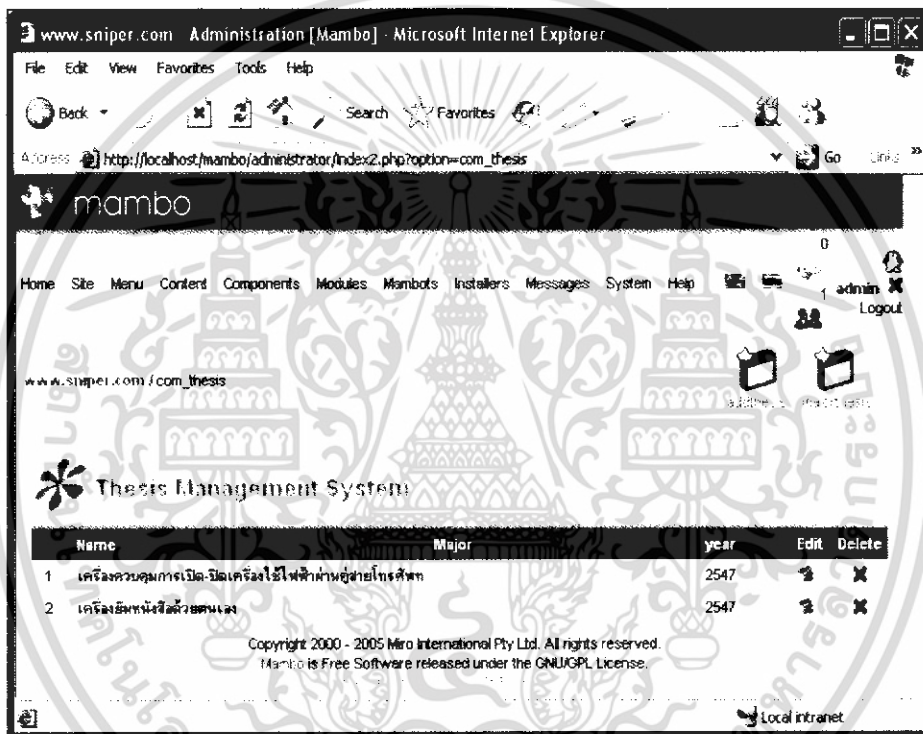 www.sniper.com Administration [Mambo] - Microsoft Internet Explorer
File Edit View Favorites Tools Help
Back Search Favorites
Address http://localhost/mambo/administrator/index2.php?option=com_thesis Go Links »
mambo
0
Home Site Menu Content Components Modules Mambots Installers Messages System Help 1 admin
Logout
www.sniper.com / com_thesis
Thesis Management System
Name Major year Edit Delete
1 เครื่องควบคุมการเปิด-ปิดเครื่องใช้ไฟฟ้าผ่านคู่สายโทรศัพท 2547
2 เครื่องยืมหนังสือด้วยตนเอง 2547
Copyright 2000 - 2005 Miro International Pty Ltd. All rights reserved.
Mambo is Free Software released under the GNU/GPL License.
Local intranet